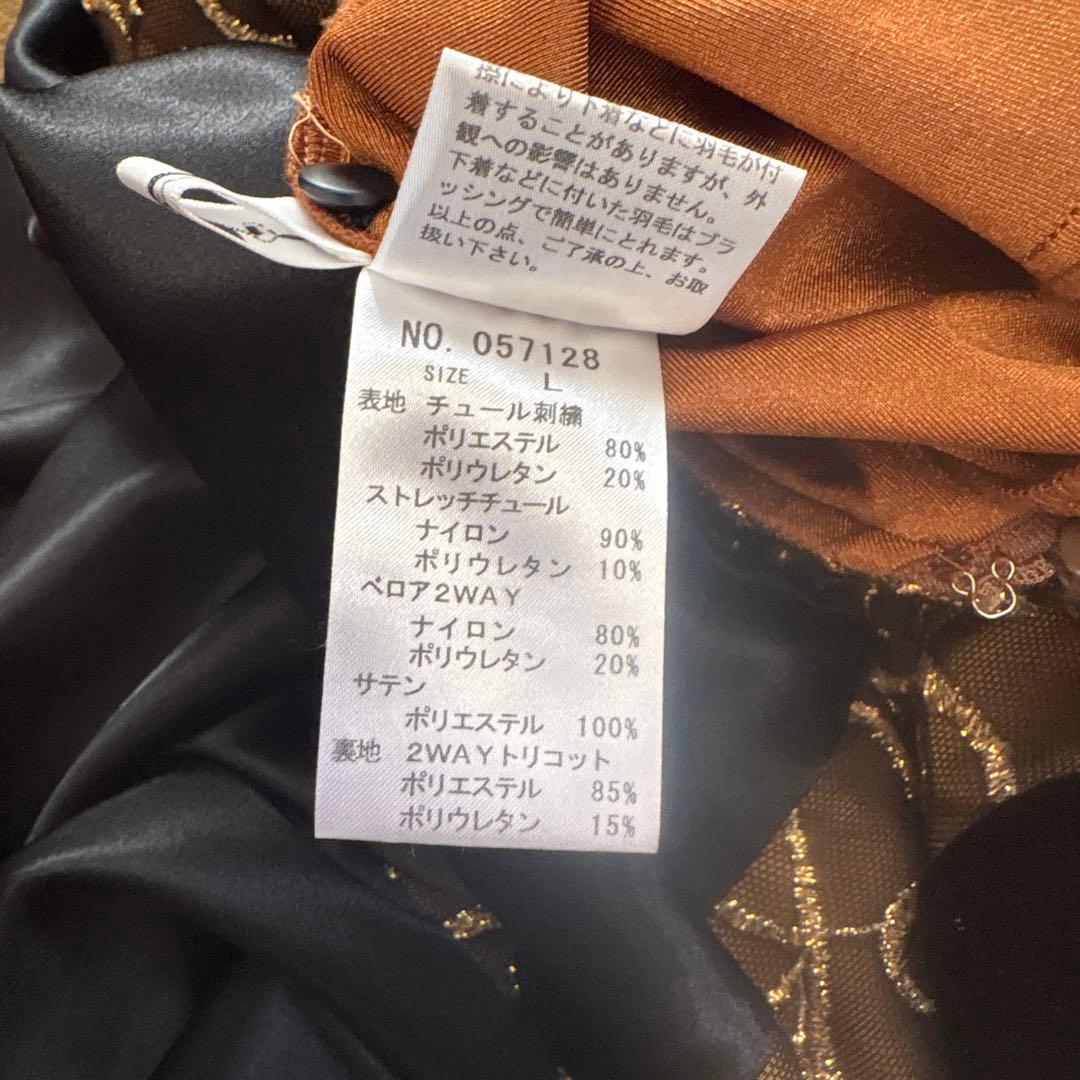 擦により下着などに羽毛が付
着することがありますが、外
観への影響はありません。
下着などに付いた羽毛はブラ
ッシングで簡単にとれます。
以上の点、ご了承の上、お取
扱い下さい。
NO. 057128
SIZE L
表地 チュール刺繍
ポリエステル 80%
ポリウレタン 20%
ストレッチチュール
ナイロン 90%
ポリウレタン 10%
ベロア2WAY
ナイロン 80%
ポリウレタン 20%
サテン
ポリエステル 100%
裏地 2WAYトリコット
ポリエステル 85%
ポリウレタン 15%